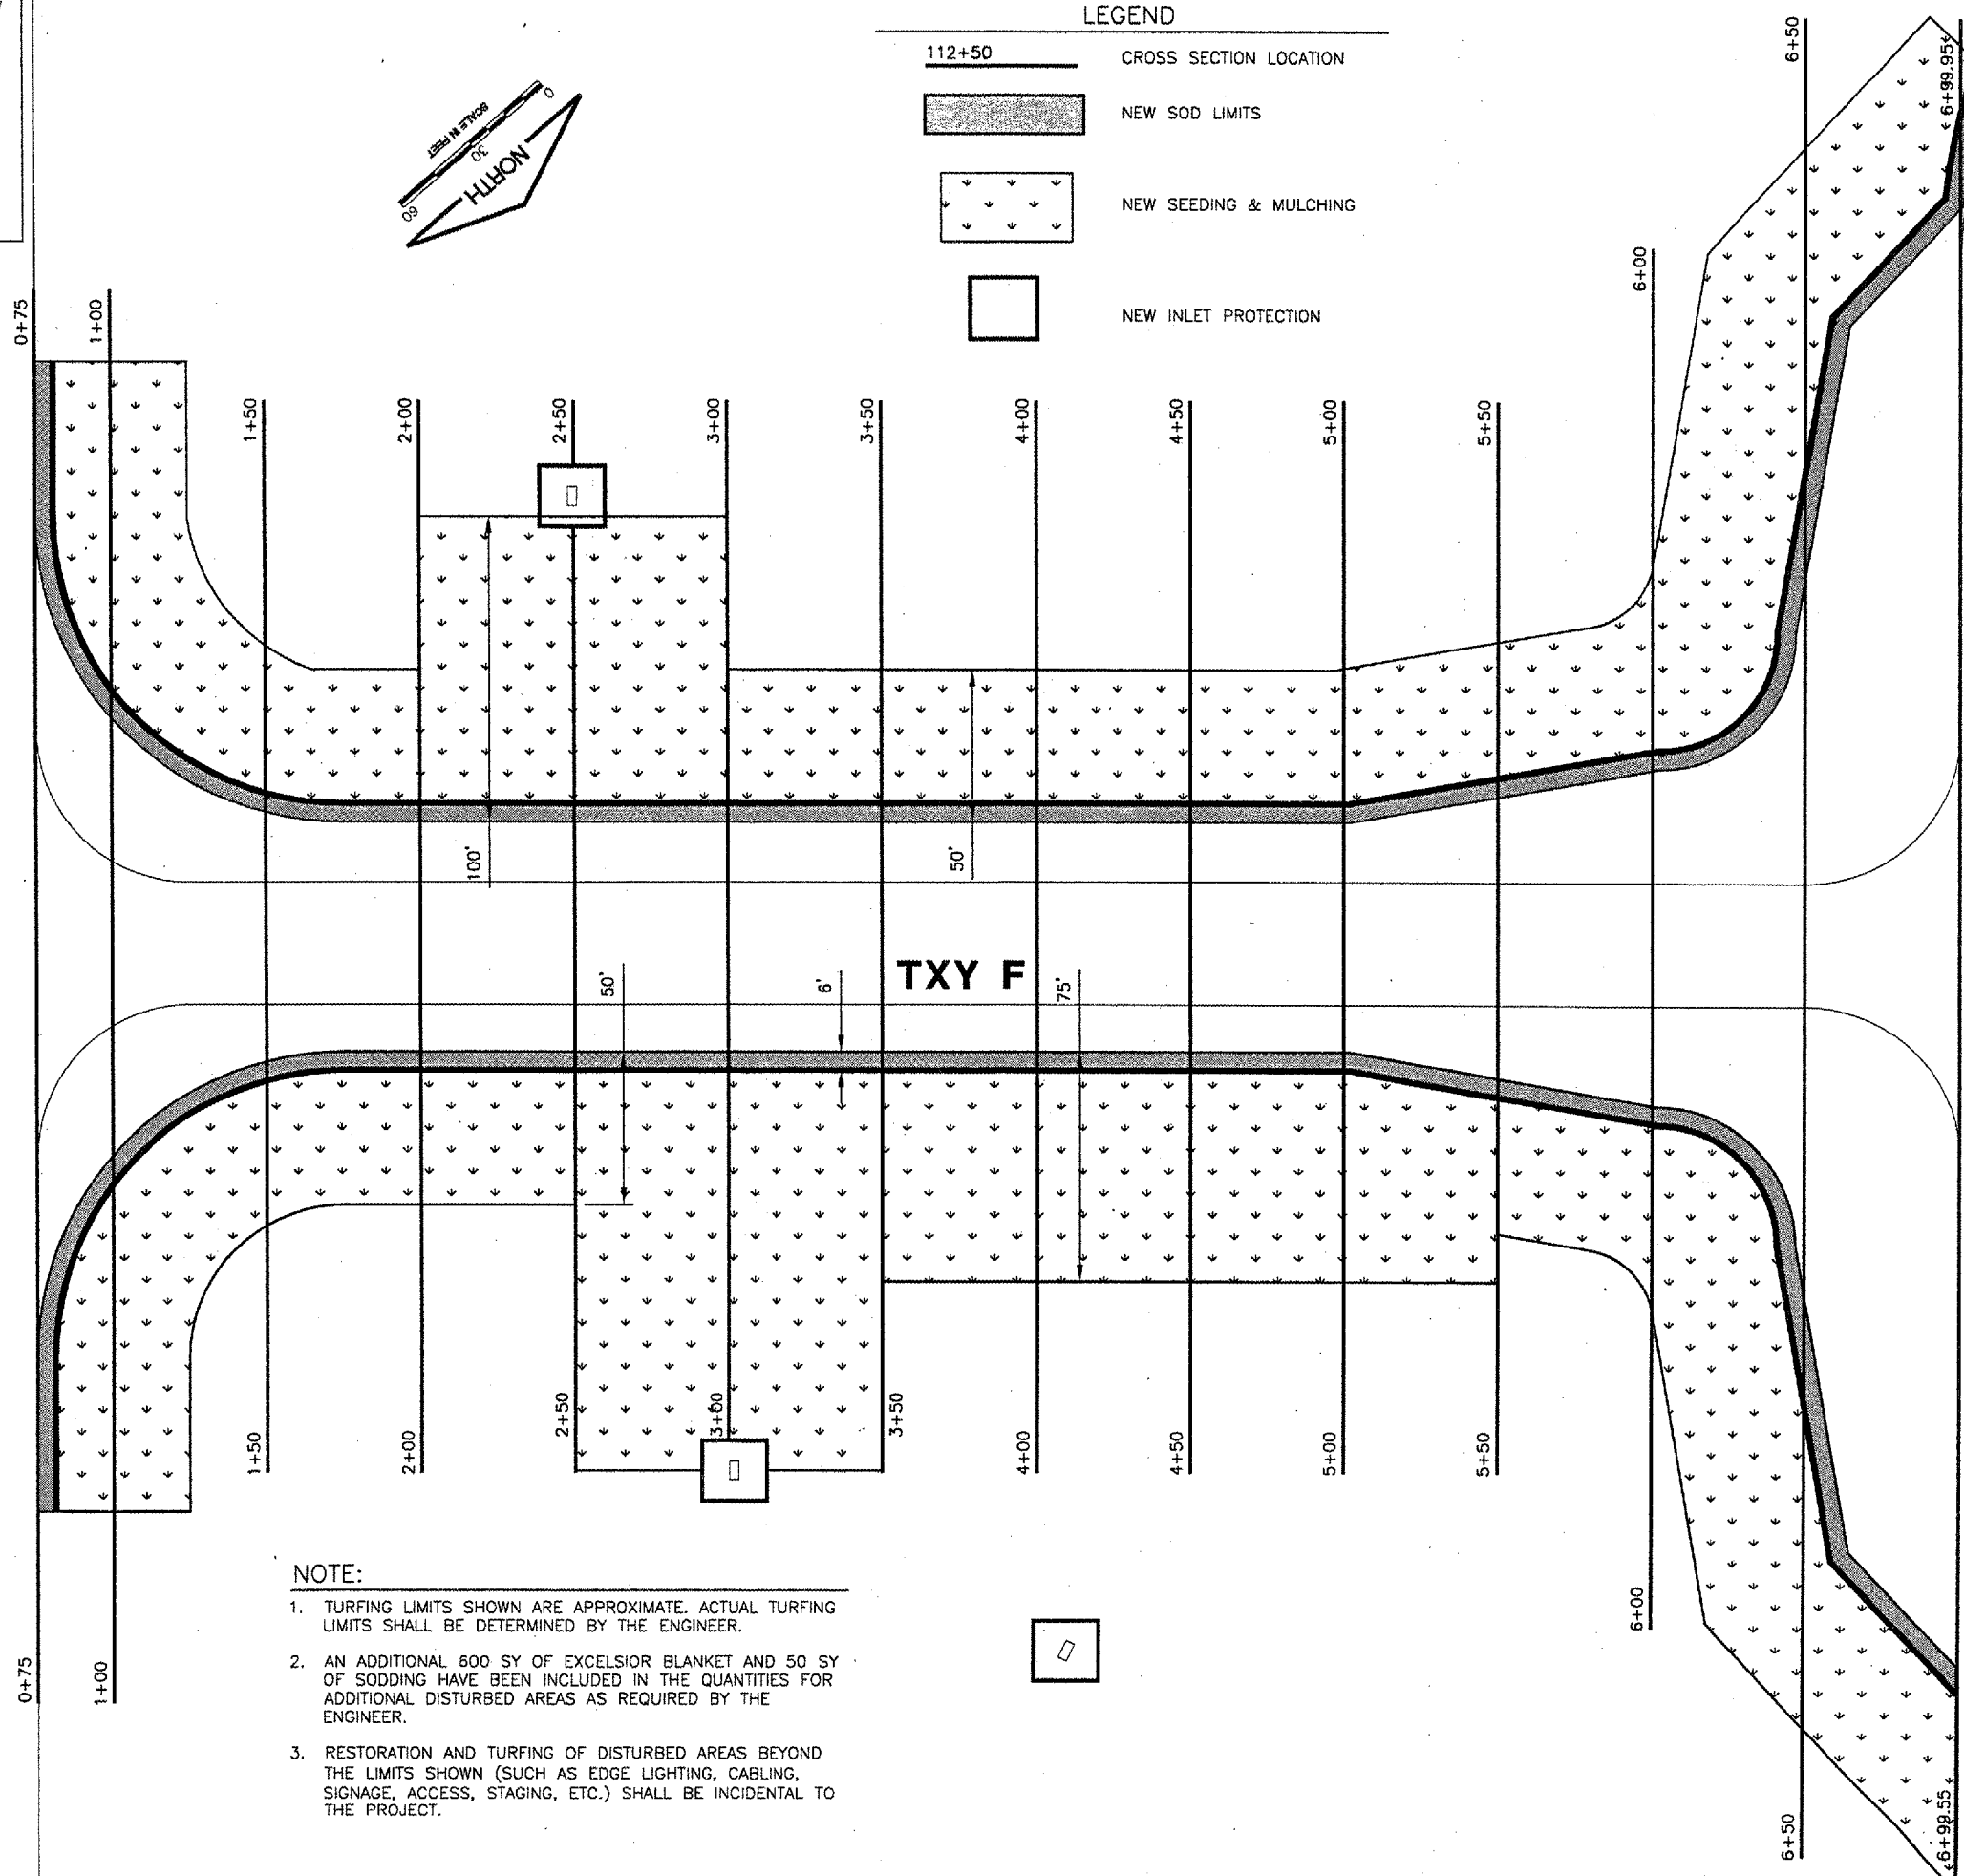 LEGEND
112+50 CROSS SECTION LOCATION
NEW SOD LIMITS
NEW SEEDING & MULCHING
NEW INLET PROTECTION
0
30
60
SCALE IN FEET
NORTH
0+75
1+00
1+50
2+00
2+50
3+00
3+50
4+00
4+50
5+00
5+50
6+00
6+50
6+99.95
100'
50'
TXY F
50'
6'
75'
0+75
1+00
1+50
2+00
2+50
3+00
3+50
4+00
4+50
5+00
5+50
6+00
6+50
6+99.55
NOTE:
1. TURFING LIMITS SHOWN ARE APPROXIMATE. ACTUAL TURFING
LIMITS SHALL BE DETERMINED BY THE ENGINEER.
2. AN ADDITIONAL 600 SY OF EXCELSIOR BLANKET AND 50 SY
OF SODDING HAVE BEEN INCLUDED IN THE QUANTITIES FOR
ADDITIONAL DISTURBED AREAS AS REQUIRED BY THE
ENGINEER.
3. RESTORATION AND TURFING OF DISTURBED AREAS BEYOND
THE LIMITS SHOWN (SUCH AS EDGE LIGHTING, CABLING,
SIGNAGE, ACCESS, STAGING, ETC.) SHALL BE INCIDENTAL TO
THE PROJECT.